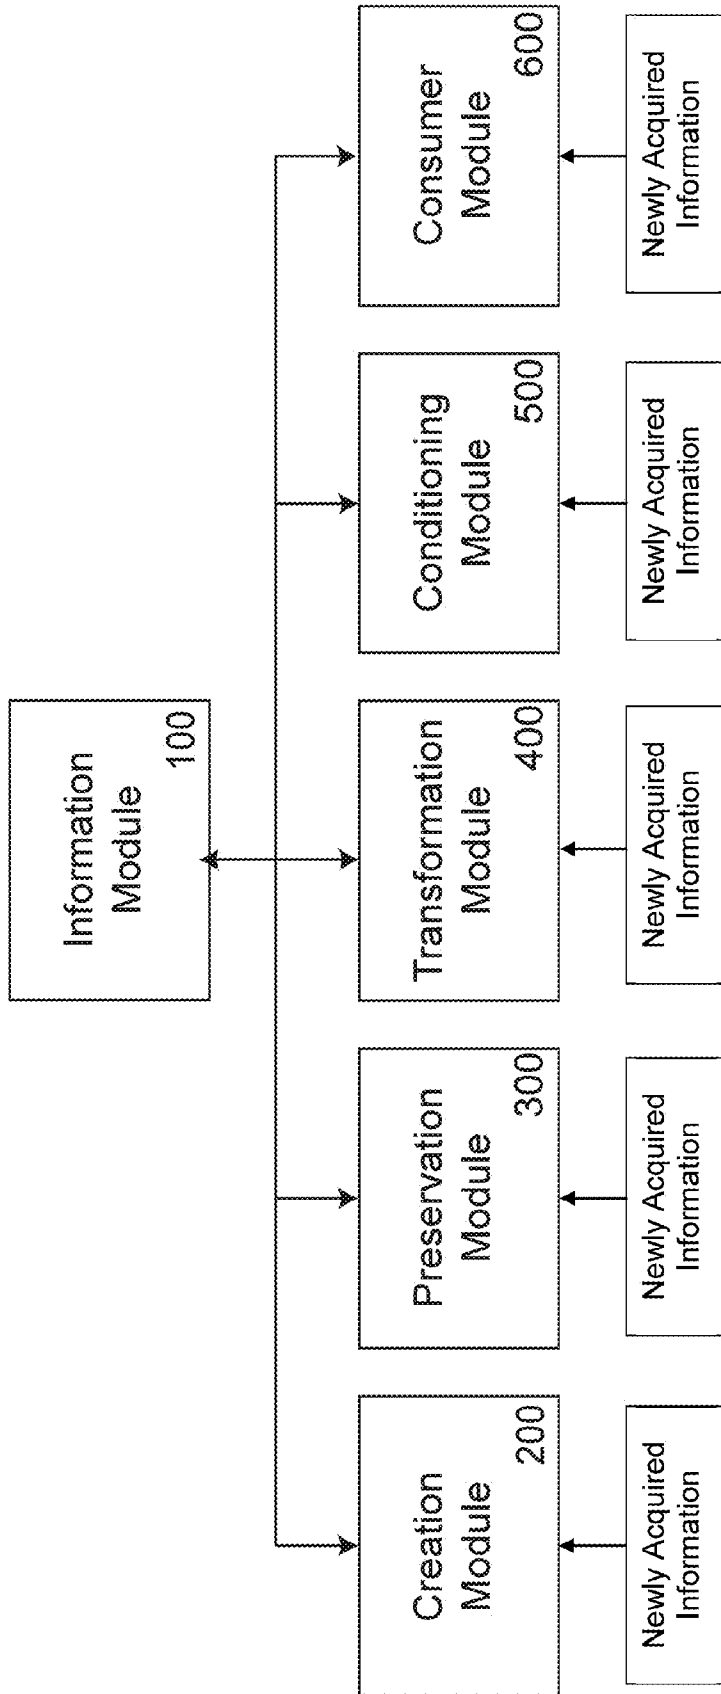 Information
Module
100
Creation
Module
200
Preservation
Module
300
Transformation
Module
400
Conditioning
Module
500
Consumer
Module
600
Newly Acquired
Information
Newly Acquired
Information
Newly Acquired
Information
Newly Acquired
Information
Newly Acquired
Information